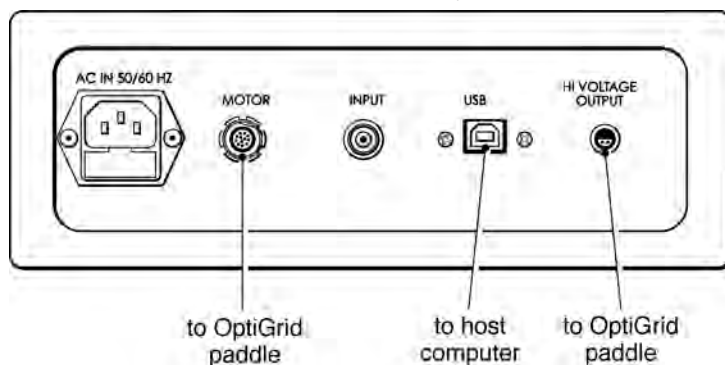 AC IN 50/60 HZ
MOTOR
INPUT
USB
HI VOLTAGE
OUTPUT
to OptiGrid
paddle
to host
computer
to OptiGrid
paddle